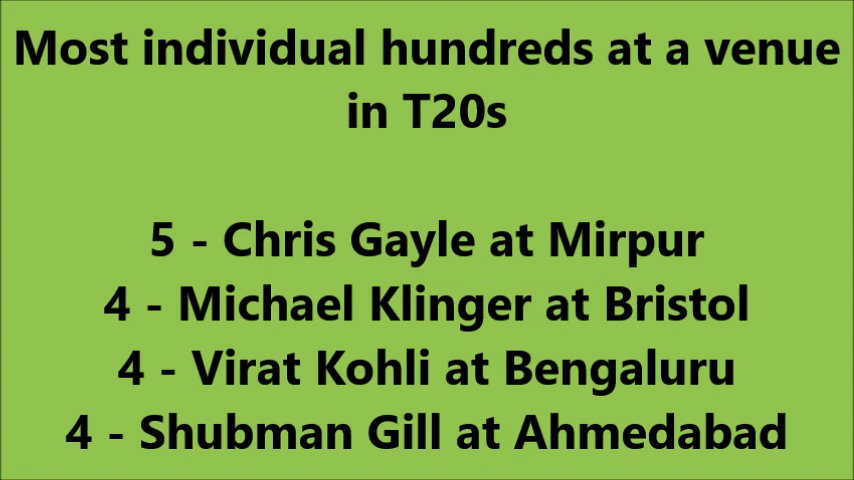 Most individual hundreds at a venue
in T20s
5 - Chris Gayle at Mirpur
4 - Michael Klinger at Bristol
4 - Virat Kohli at Bengaluru
4 - Shubman Gill at Ahmedabad